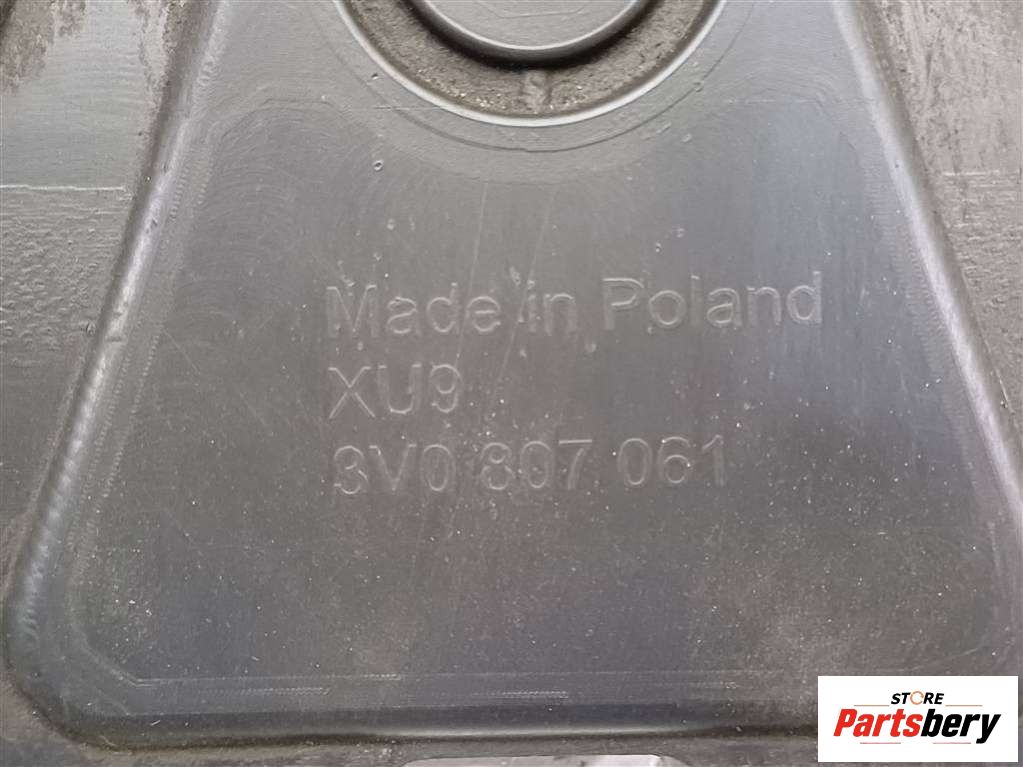 Made in Poland
XU9
3V0 807 061
STORE
Partsbery